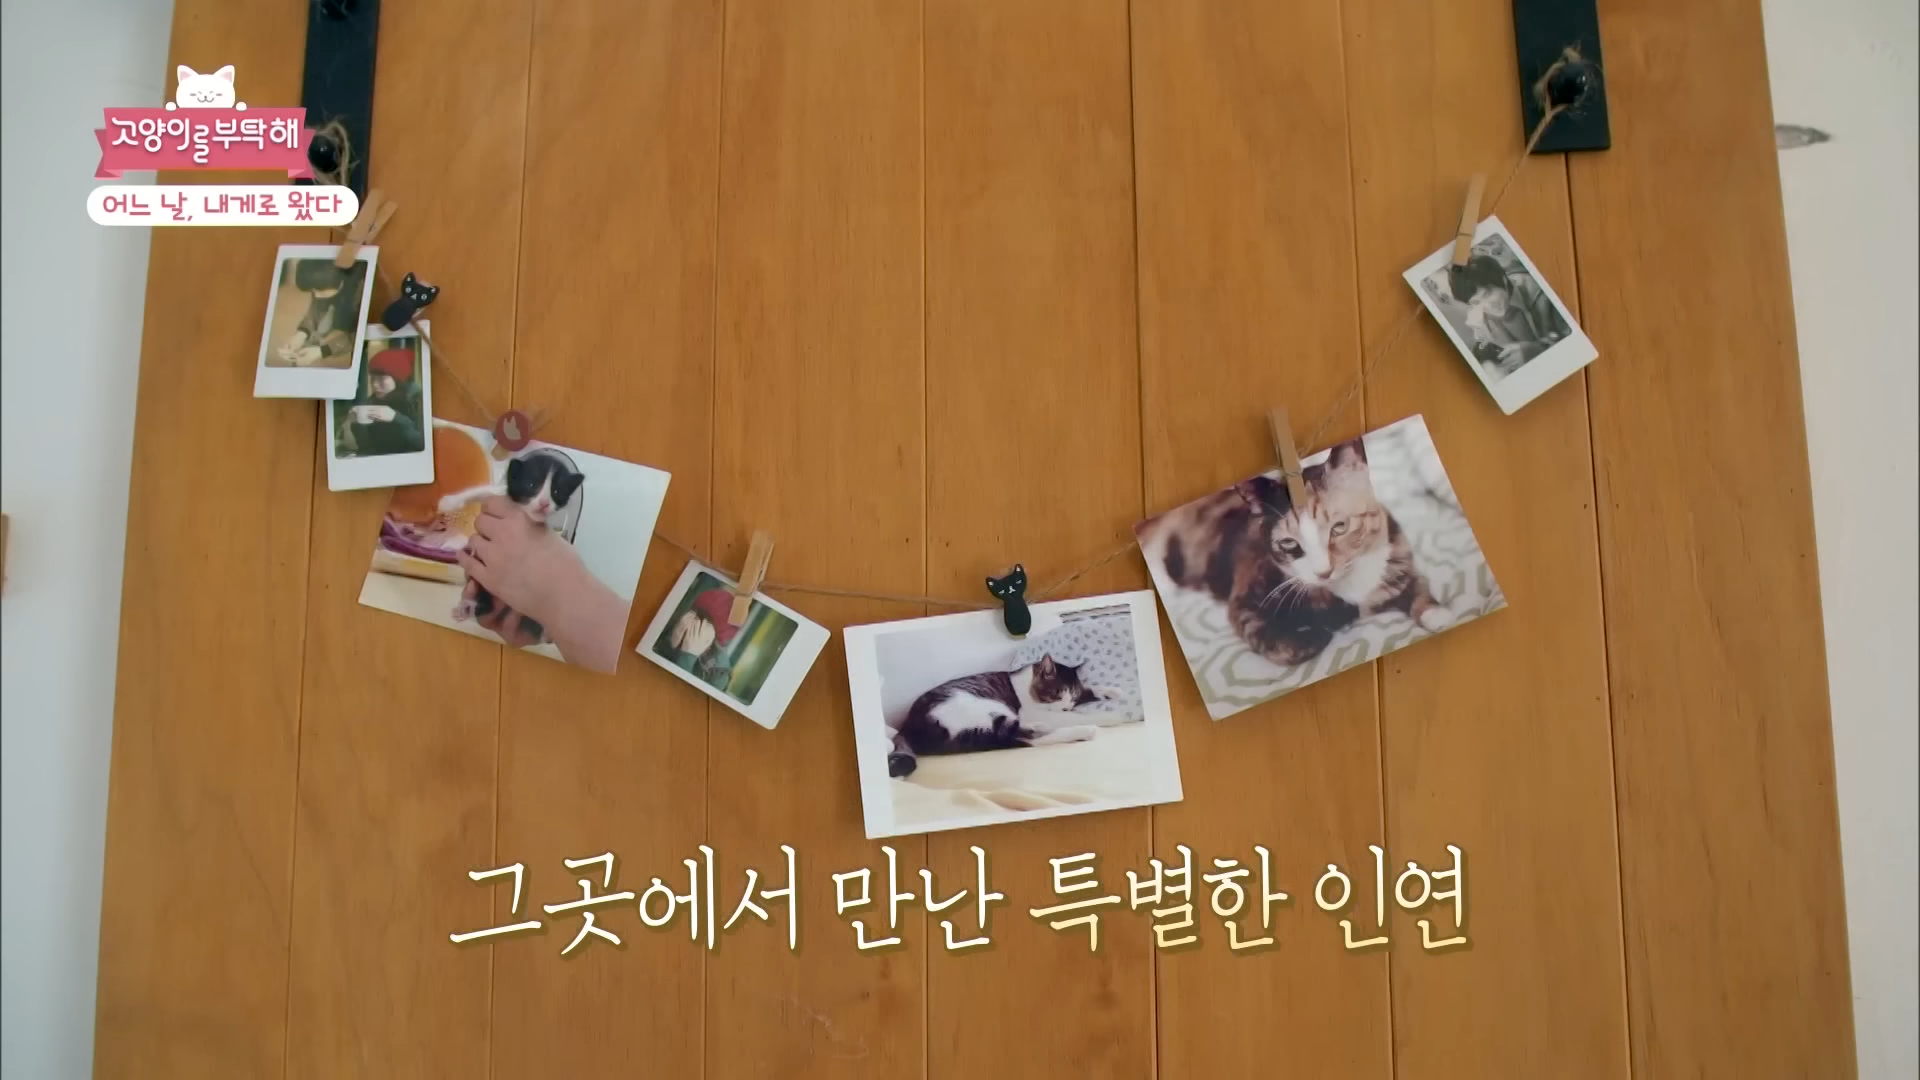 고양이를부탁해
어느 날, 내게로 왔다
그곳에서 만난 특별한 인연